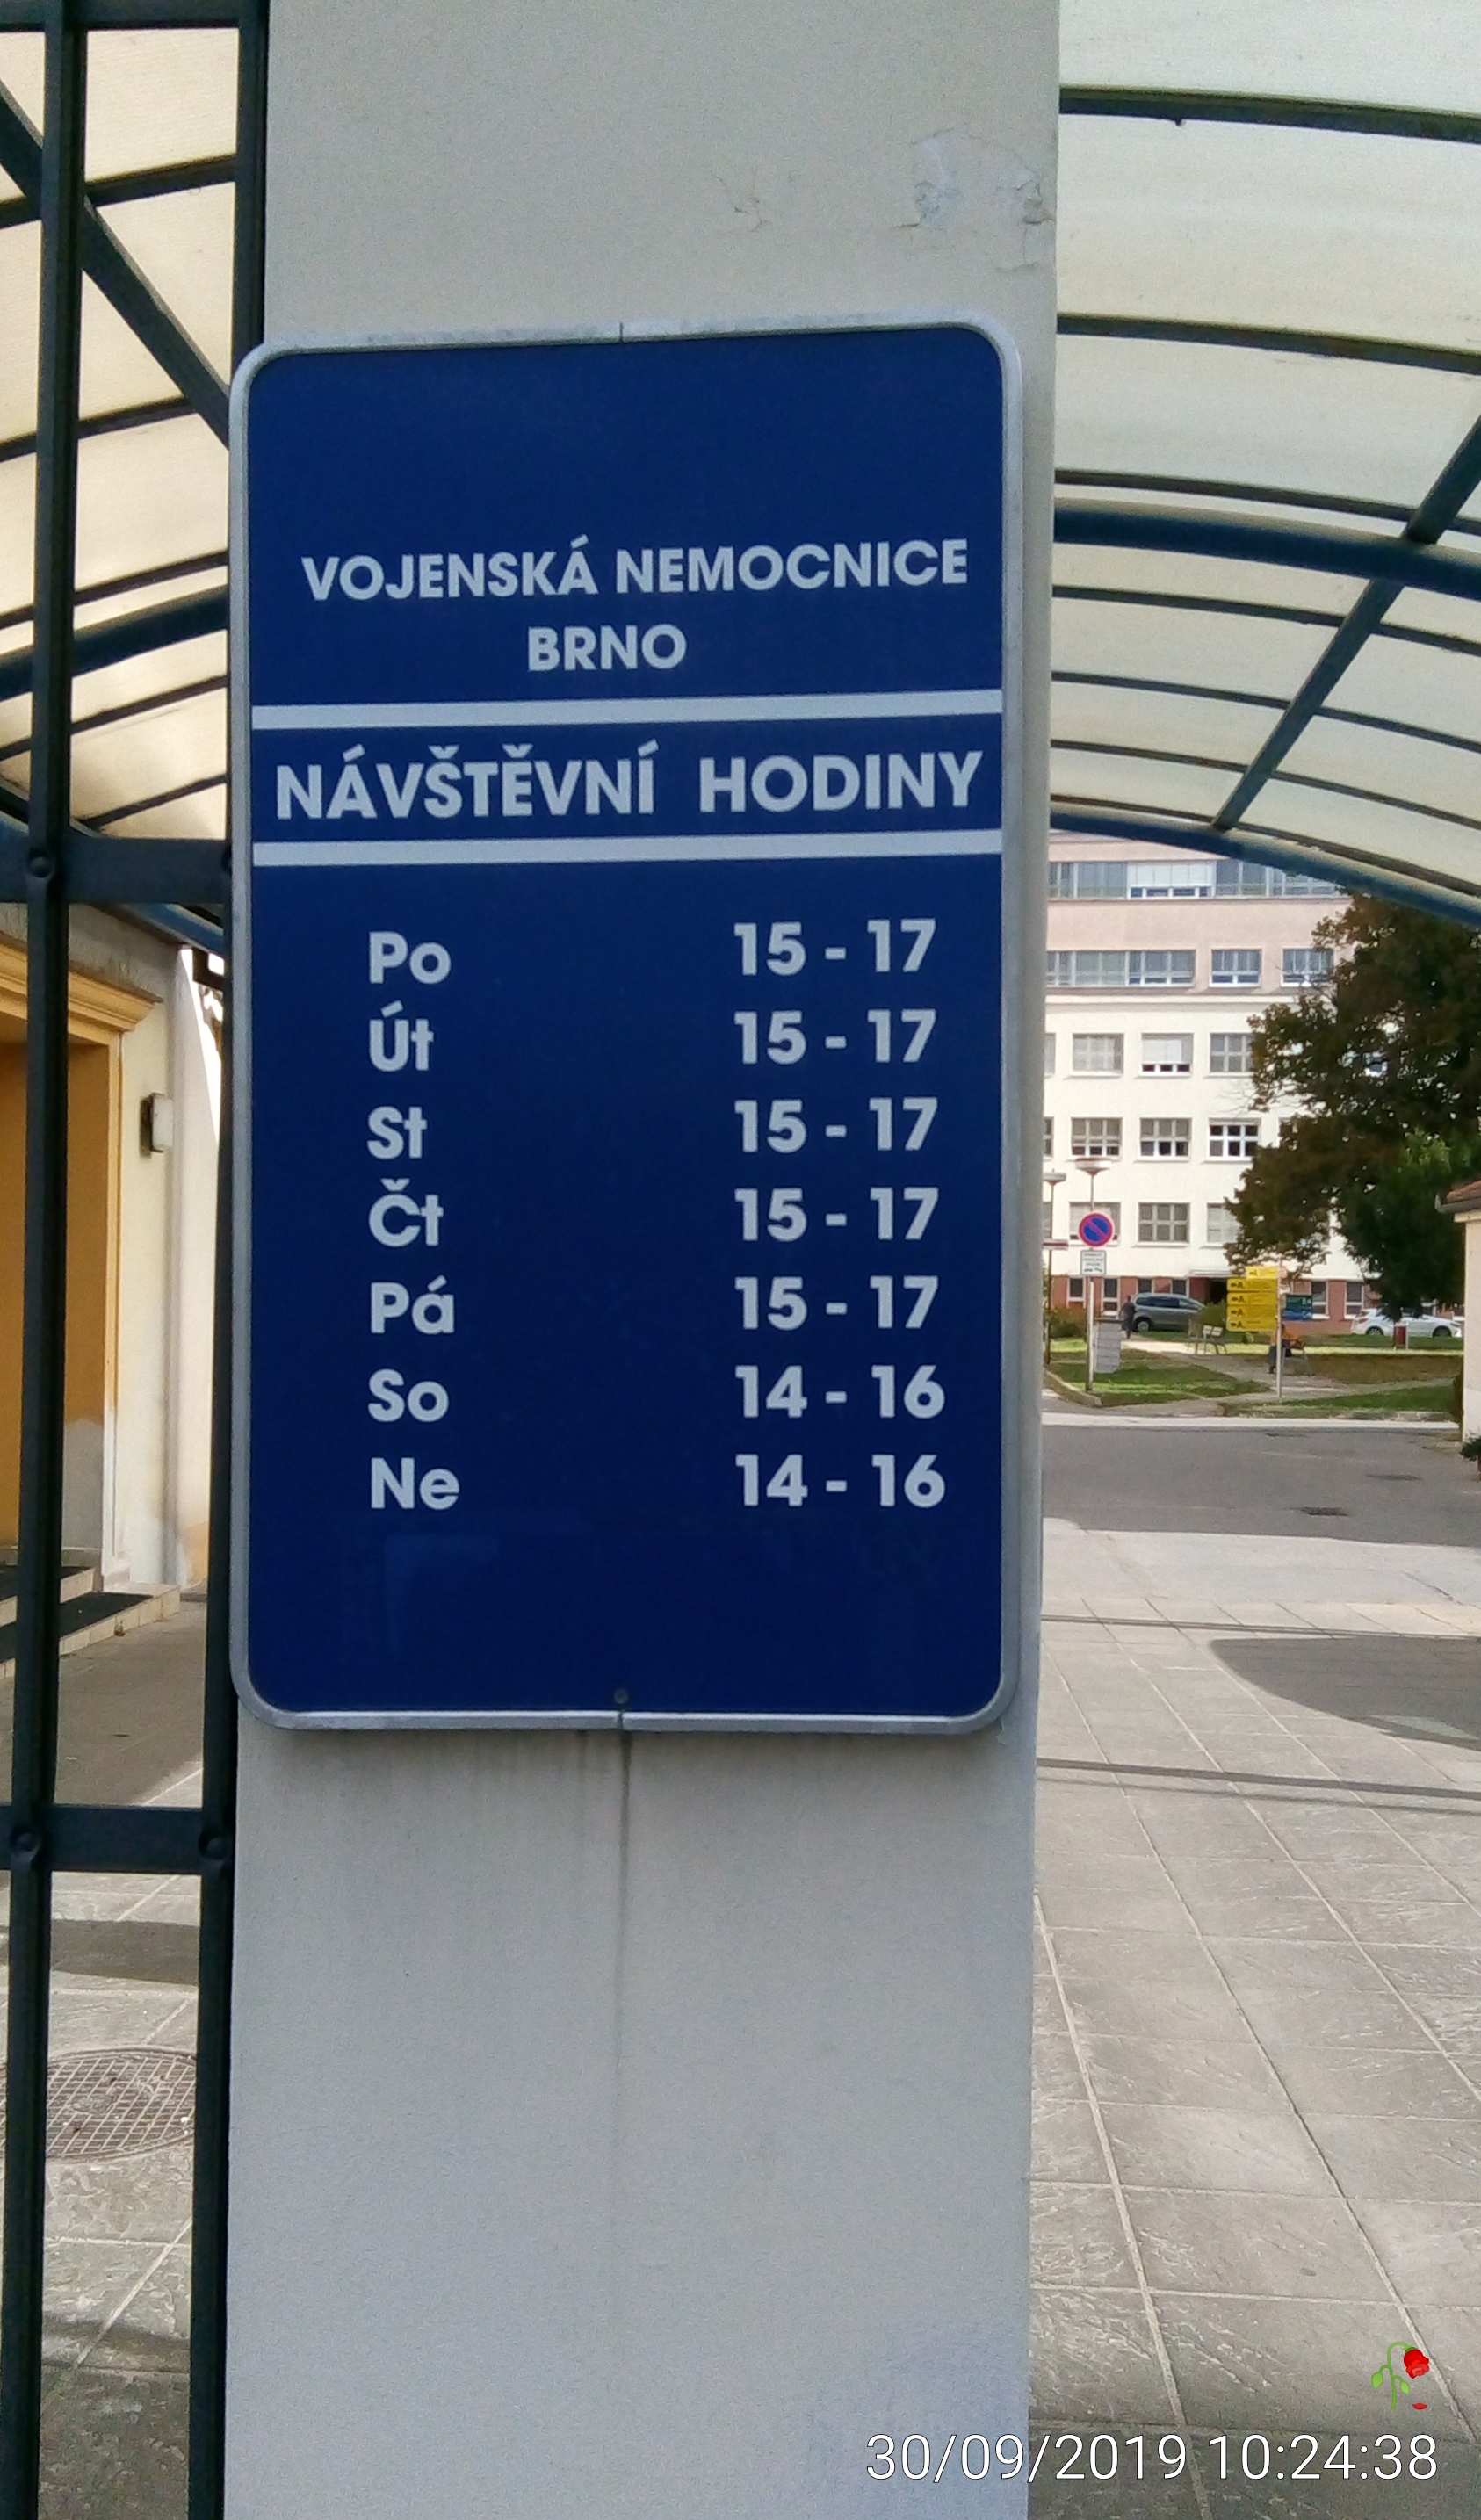 VOJENSKÁ NEMOCNICE
BRNO
NÁVŠTĚVNÍ HODINY
Po 15 - 17
Út 15 - 17
St 15 - 17
Čt 15 - 17
Pá 15 - 17
So 14 - 16
Ne 14 - 16
30/09/2019 10:24:38